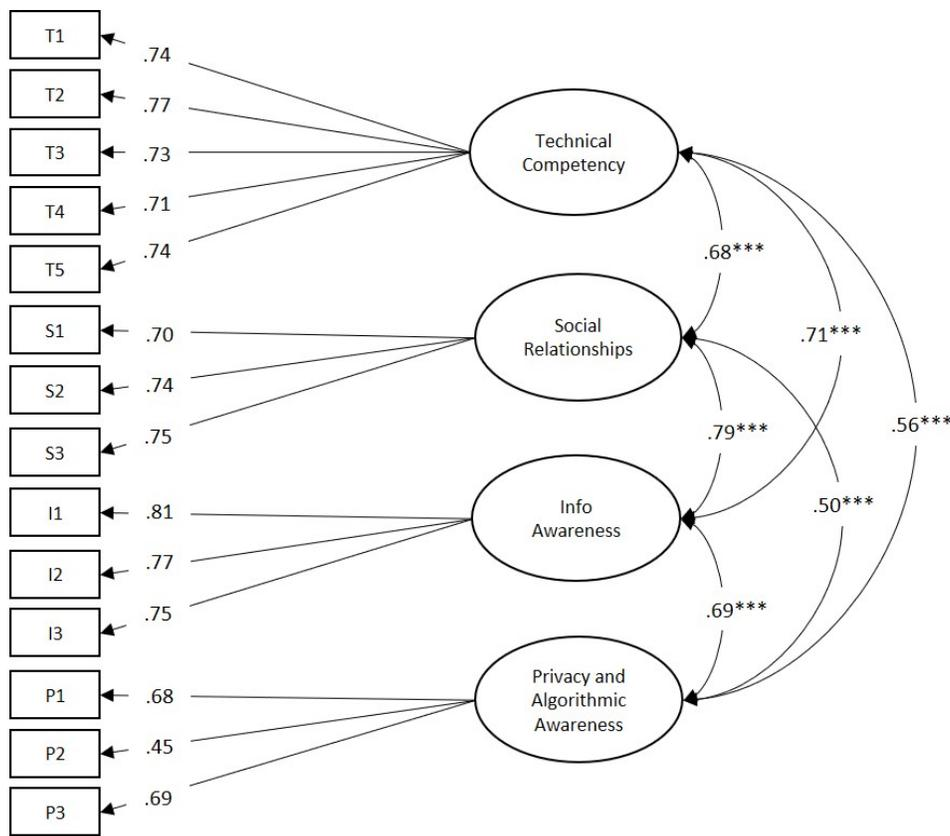 T1
.74
T2
.77
T3
.73
T4
.71
T5
.74
Technical
Competency
.68***
S1
.70
S2
.74
S3
.75
Social
Relationships
.71***
.79***
.56***
I1
.81
I2
.77
I3
.75
Info
Awareness
.50***
.69***
P1
.68
P2
.45
P3
.69
Privacy and
Algorithmic
Awareness